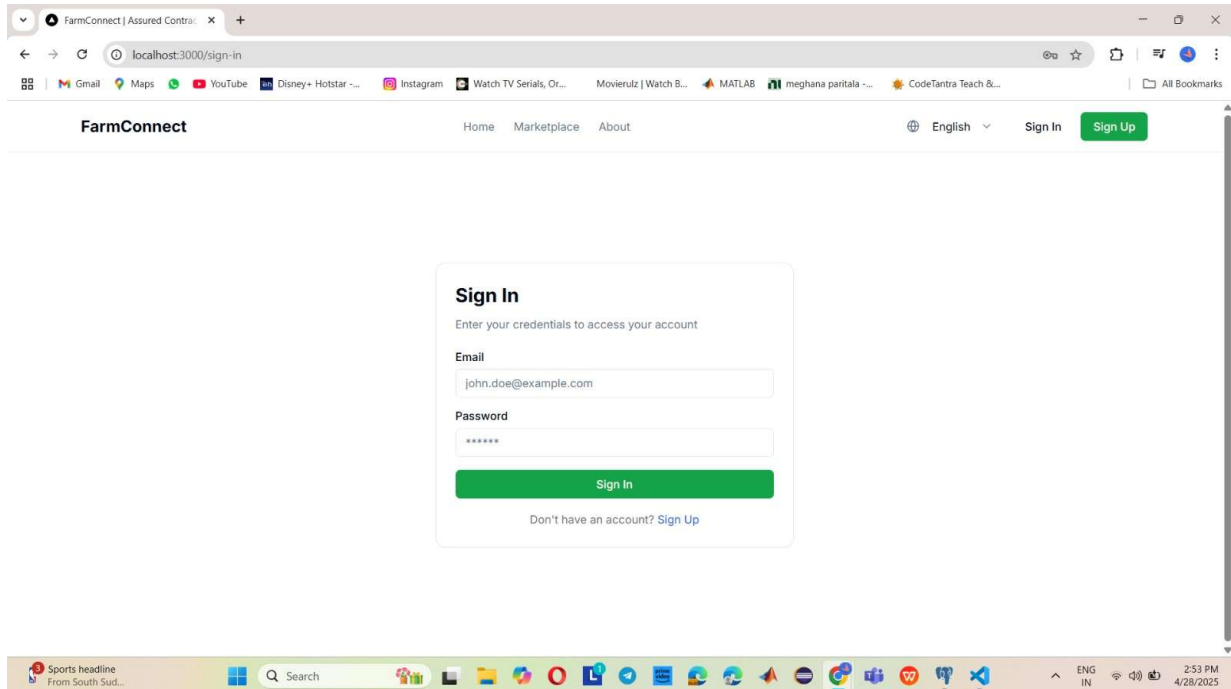 FarmConnect | Assured Contrac
localhost:3000/sign-in
Gmail Maps YouTube Disney+ Hotstar -... Instagram Watch TV Serials, Or... Movierulz | Watch B... MATLAB meghana paritala -... CodeTantra Teach &... All Bookmarks
FarmConnect Home Marketplace About English Sign In Sign Up
Sign In
Enter your credentials to access your account
Email
john.doe@example.com
Password
******
Sign In
Don't have an account? Sign Up
3 Sports headline
From South Sud...
Search
1
ENG
IN
2:53 PM
4/28/2025